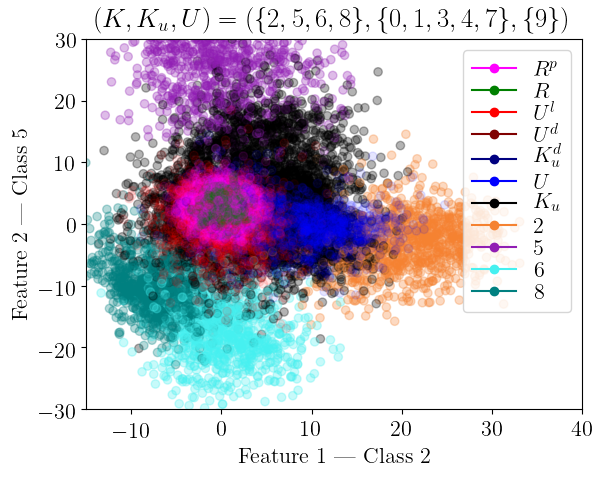 (K, K_u, U) = ({2, 5, 6, 8}, {0, 1, 3, 4, 7}, {9})
30
20
10
0
−10
−20
−30
Feature 2 — Class 5
R^p
R
U^l
U^d
K_u^d
U
K_u
2
5
6
8
−10
0
10
20
30
40
Feature 1 — Class 2